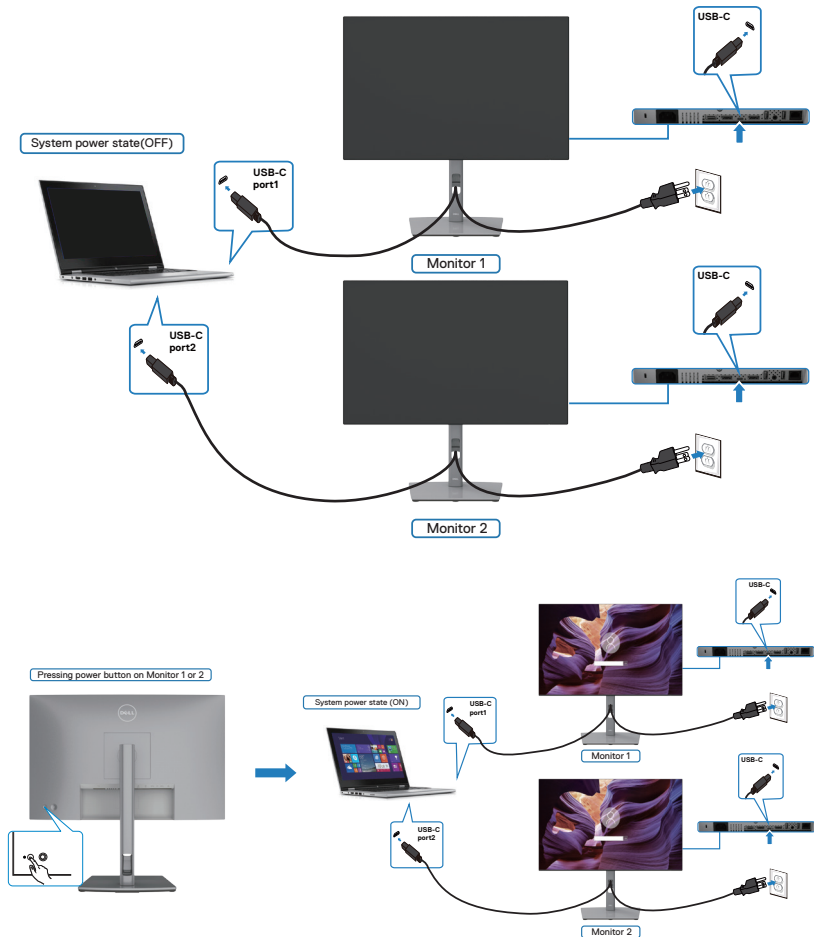 USB-C
System power state(OFF)
USB-C
port1
Monitor 1
USB-C
USB-C
port2
Monitor 2
USB-C
Pressing power button on Monitor 1 or 2
DELL
System power state (ON)
USB-C
port1
Monitor 1
USB-C
USB-C
port2
Monitor 2